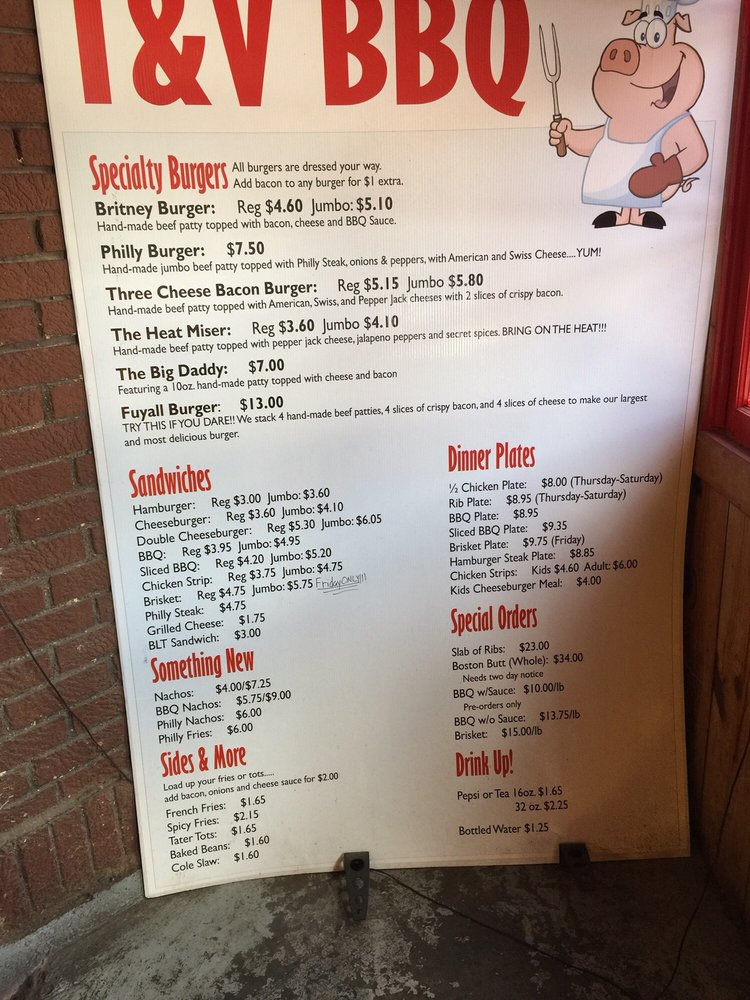 T&V BBQ
Specialty Burgers All burgers are dressed your way.
Add bacon to any burger for $1 extra.
Britney Burger: Reg $4.60 Jumbo: $5.10
Hand-made beef patty topped with bacon, cheese and BBQ Sauce.
Philly Burger: $7.50
Hand-made jumbo beef patty topped with Philly Steak, onions & peppers, with American and Swiss Cheese....YUM!
Three Cheese Bacon Burger: Reg $5.15 Jumbo $5.80
Hand-made beef patty topped with American, Swiss, and Pepper Jack cheeses with 2 slices of crispy bacon.
The Heat Miser: Reg $3.60 Jumbo $4.10
Hand-made beef patty topped with pepper jack cheese, jalapeno peppers and secret spices. BRING ON THE HEAT!!!
The Big Daddy: $7.00
Featuring a 10oz. hand-made patty topped with cheese and bacon
Fuyall Burger: $13.00
TRY THIS IF YOU DARE!! We stack 4 hand-made beef patties, 4 slices of crispy bacon, and 4 slices of cheese to make our largest
and most delicious burger.
Sandwiches
Hamburger: Reg $3.00 Jumbo: $3.60
Cheeseburger: Reg $3.60 Jumbo: $4.10
Double Cheeseburger: Reg $5.30 Jumbo: $6.05
BBQ: Reg $3.95 Jumbo: $4.95
Sliced BBQ: Reg $4.20 Jumbo: $5.20
Chicken Strip: Reg $3.75 Jumbo: $4.75
Brisket: Reg $4.75 Jumbo: $5.75 Friday ONLY!!!
Philly Steak: $4.75
Grilled Cheese: $1.75
BLT Sandwich: $3.00
Something New
Nachos: $4.00/$7.25
BBQ Nachos: $5.75/$9.00
Philly Nachos: $6.00
Philly Fries: $6.00
Sides & More
Load up your fries or tots.....
add bacon, onions and cheese sauce for $2.00
French Fries: $1.65
Spicy Fries: $2.15
Tater Tots: $1.65
Baked Beans: $1.60
Cole Slaw: $1.60
Dinner Plates
½ Chicken Plate: $8.00 (Thursday-Saturday)
Rib Plate: $8.95 (Thursday-Saturday)
BBQ Plate: $8.95
Sliced BBQ Plate: $9.35
Brisket Plate: $9.75 (Friday)
Hamburger Steak Plate: $8.85
Chicken Strips: Kids $4.60 Adult: $6.00
Kids Cheeseburger Meal: $4.00
Special Orders
Slab of Ribs: $23.00
Boston Butt (Whole): $34.00
Needs two day notice
BBQ w/Sauce: $10.00/lb
Pre-orders only
BBQ w/o Sauce: $13.75/lb
Brisket: $15.00/lb
Drink Up!
Pepsi or Tea 16oz. $1.65
32 oz. $2.25
Bottled Water $1.25